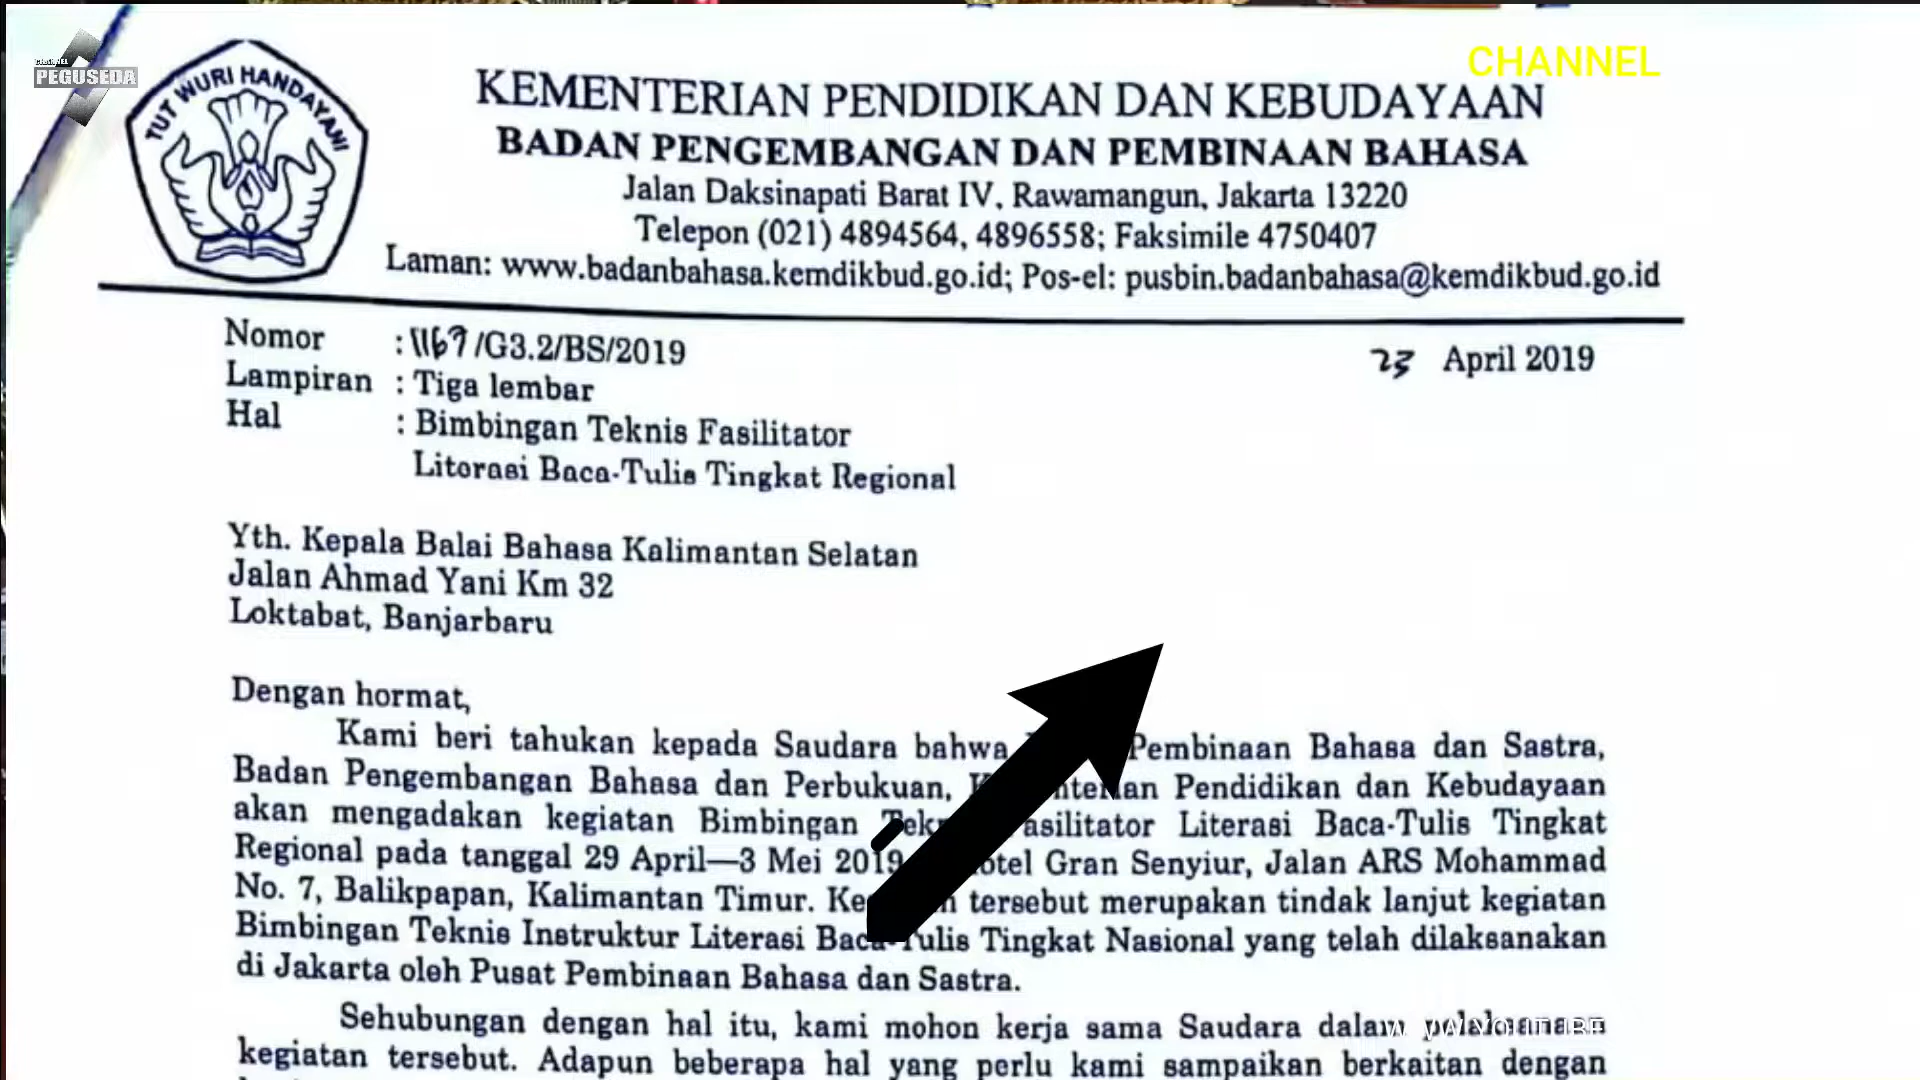 CHANNEL
PEGUSEDA
CHANNEL
TUT WURI HANDAYANI
KEMENTERIAN PENDIDIKAN DAN KEBUDAYAAN
BADAN PENGEMBANGAN DAN PEMBINAAN BAHASA
Jalan Daksinapati Barat IV, Rawamangun, Jakarta 13220
Telepon (021) 4894564, 4896558; Faksimile 4750407
Laman: www.badanbahasa.kemdikbud.go.id; Pos-el: pusbin.badanbahasa@kemdikbud.go.id
Nomor : 1167/G3.2/BS/2019 23 April 2019
Lampiran : Tiga lembar
Hal : Bimbingan Teknis Fasilitator
Literasi Baca-Tulis Tingkat Regional
Yth. Kepala Balai Bahasa Kalimantan Selatan
Jalan Ahmad Yani Km 32
Loktabat, Banjarbaru
Dengan hormat,
Kami beri tahukan kepada Saudara bahwa Pembinaan Bahasa dan Sastra,
Badan Pengembangan Bahasa dan Perbukuan, Pendidikan dan Kebudayaan
akan mengadakan kegiatan Bimbingan Literasi Baca-Tulis Tingkat
Regional pada tanggal 29 April—3 Mei 2019 Gran Senyiur, Jalan ARS Mohammad
No. 7, Balikpapan, Kalimantan Timur. tersebut merupakan tindak lanjut kegiatan
Bimbingan Teknis Instruktur Literasi Baca-Tulis Tingkat Nasional yang telah dilaksanakan
di Jakarta oleh Pusat Pembinaan Bahasa dan Sastra.
Sehubungan dengan hal itu, kami mohon kerja sama Saudara dalam
kegiatan tersebut. Adapun beberapa hal yang perlu kami sampaikan berkaitan dengan